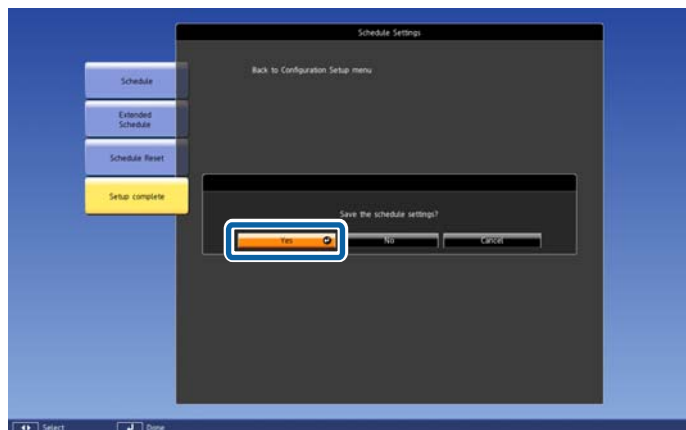 Schedule Settings
Schedule
Back to Configuration Setup menu
Extended
Schedule
Schedule Reset
Setup complete
Save the schedule settings?
Yes
No
Cancel
Select
Done